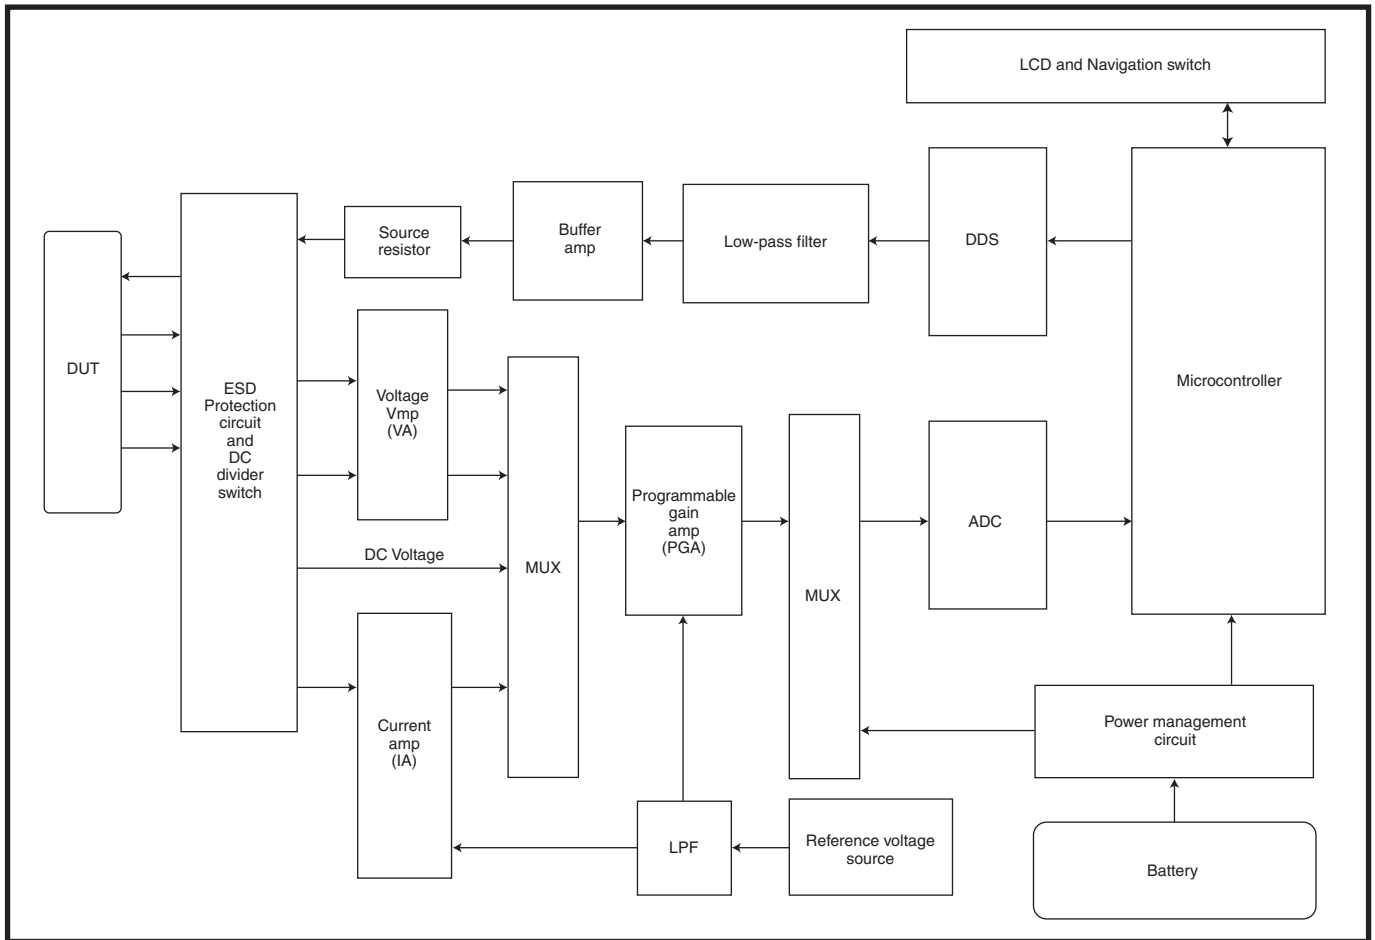 LCD and Navigation switch
Source
resistor
Buffer
amp
Low-pass filter
DDS
DUT
ESD
Protection
circuit
and
DC
divider
switch
Voltage
Vmp
(VA)
Microcontroller
DC Voltage
MUX
Programmable
gain
amp
(PGA)
MUX
ADC
Current
amp
(IA)
Power management
circuit
LPF
Reference voltage
source
Battery